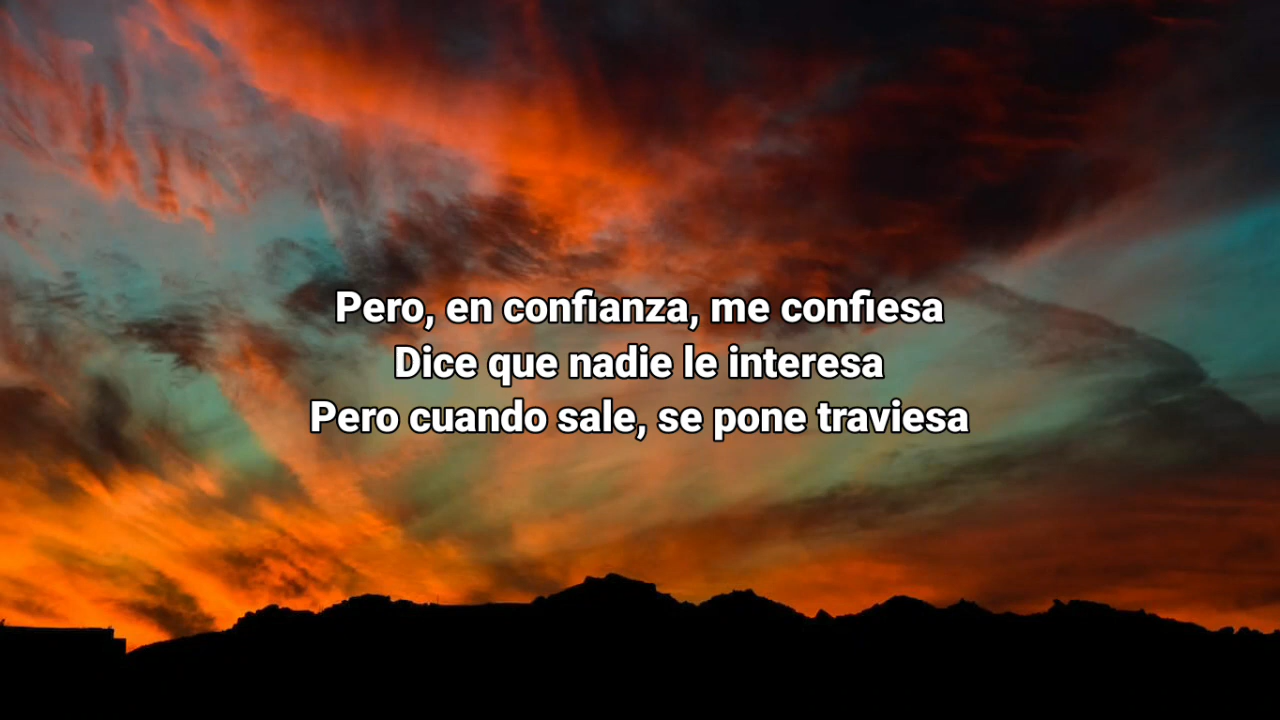 Pero, en confianza, me confiesa
Dice que nadie le interesa
Pero cuando sale, se pone traviesa